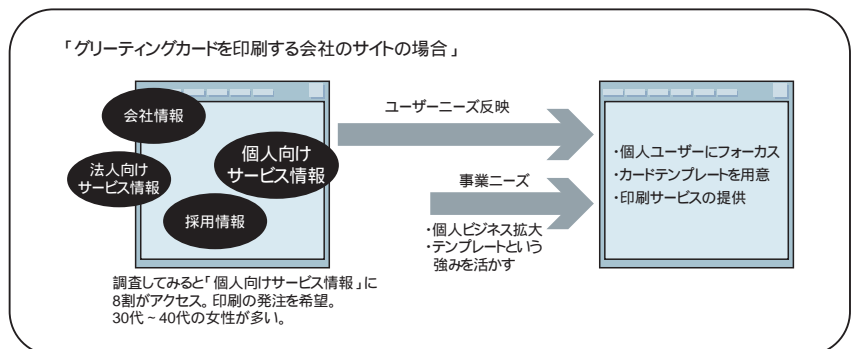 「グリーティングカードを印刷する会社のサイトの場合」
会社情報
法人向け
サービス情報
個人向け
サービス情報
採用情報
調査してみると「個人向けサービス情報」に
8割がアクセス。印刷の発注を希望。
30代~40代の女性が多い。
ユーザーニーズ反映
事業ニーズ
・個人ビジネス拡大
・テンプレートという
強みを活かす
・個人ユーザーにフォーカス
・カードテンプレートを用意
・印刷サービスの提供